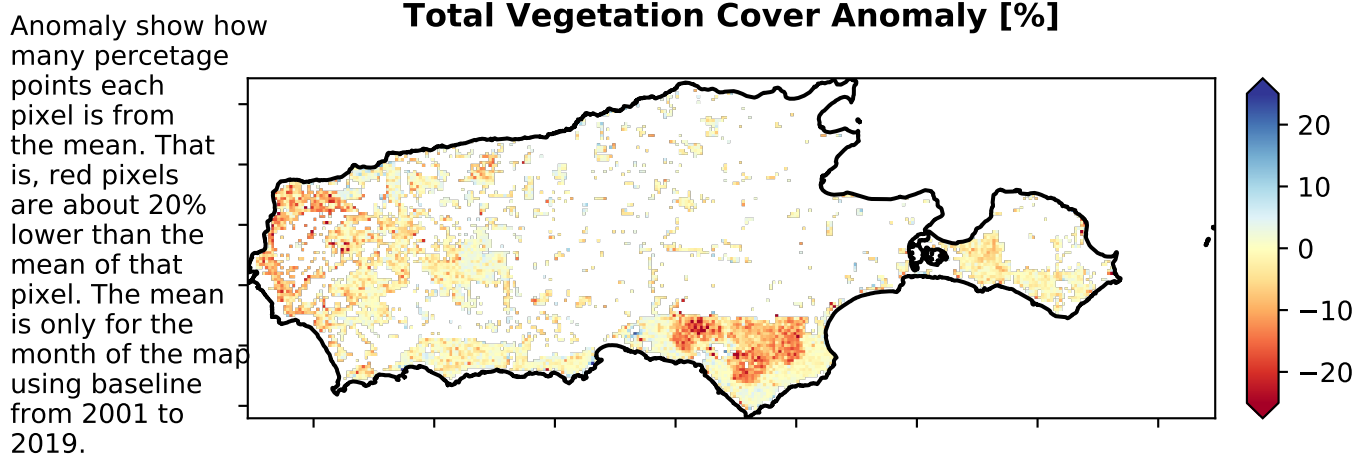 Total Vegetation Cover Anomaly [%]
Anomaly show how
many percetage
points each
pixel is from
the mean. That
is, red pixels
are about 20%
lower than the
mean of that
pixel. The mean
is only for the
month of the map
using baseline
from 2001 to
2019.
20
10
0
−10
−20